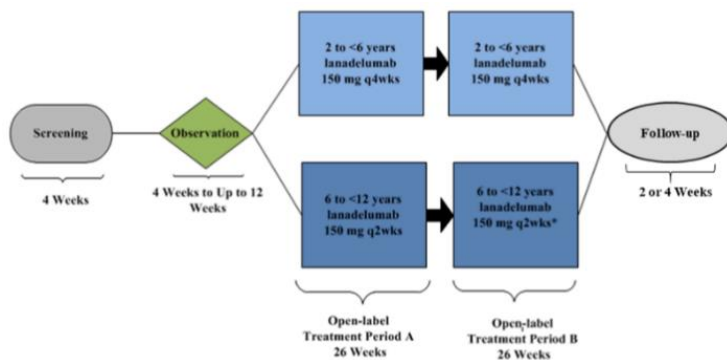 2 to <6 years
lanadelumab
150 mg q4wks
2 to <6 years
lanadelumab
150 mg q4wks
Screening
Observation
Follow-up
4 Weeks
4 Weeks to Up to 12
Weeks
2 or 4 Weeks
6 to <12 years
lanadelumab
150 mg q2wks
6 to <12 years
lanadelumab
150 mg q2wks*
Open-label
Treatment Period A
26 Weeks
Open-label
Treatment Period B
26 Weeks